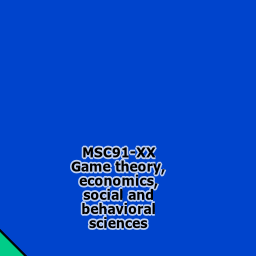 MSC91-XX
Game theory,
economics,
social and
behavioral
sciences